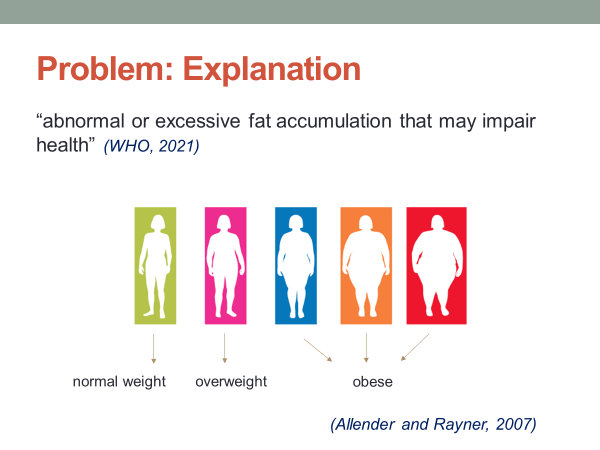 Problem: Explanation
“abnormal or excessive fat accumulation that may impair
health” (WHO, 2021)
normal weight overweight obese
(Allender and Rayner, 2007)